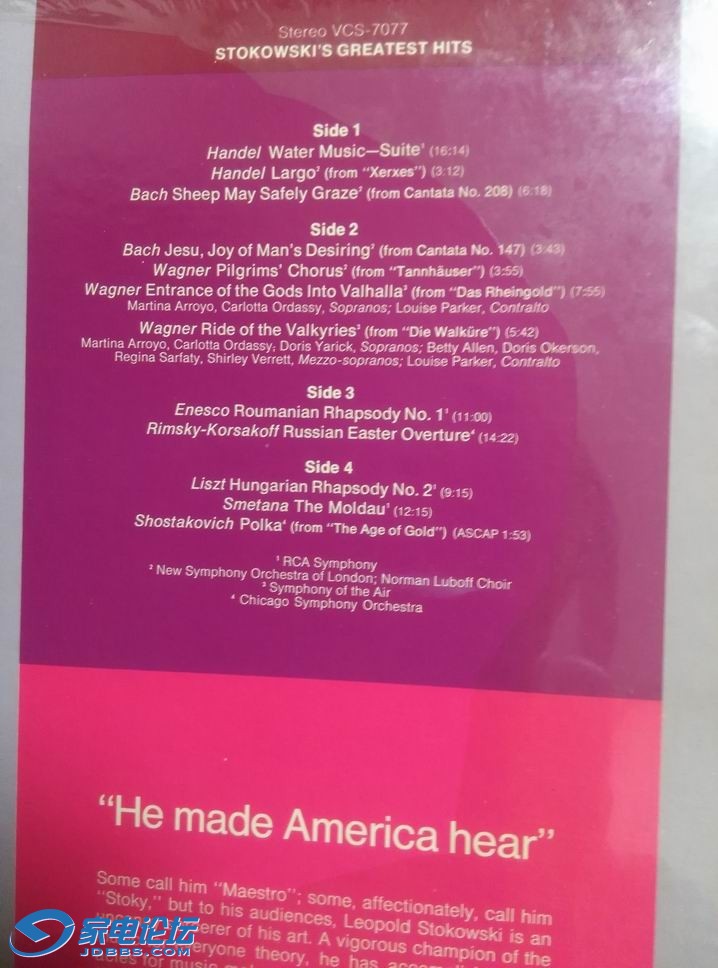 Stereo VCS-7077
STOKOWSKI'S GREATEST HITS
Side 1
Handel Water Music—Suite¹ (16:14)
Handel Largo² (from "Xerxes") (3:12)
Bach Sheep May Safely Graze² (from Cantata No. 208) (6:18)
Side 2
Bach Jesu, Joy of Man's Desiring² (from Cantata No. 147) (3:43)
Wagner Pilgrims' Chorus² (from "Tannhäuser") (3:55)
Wagner Entrance of the Gods Into Valhalla³ (from "Das Rheingold") (7:55)
Martina Arroyo, Carlotta Ordassy, Sopranos; Louise Parker, Contralto
Wagner Ride of the Valkyries³ (from "Die Walküre") (5:42)
Martina Arroyo, Carlotta Ordassy, Doris Yarick, Sopranos; Betty Allen, Doris Okerson,
Regina Sarfaty, Shirley Verrett, Mezzo-sopranos; Louise Parker, Contralto
Side 3
Enesco Roumanian Rhapsody No. 1¹ (11:00)
Rimsky-Korsakoff Russian Easter Overture⁴ (14:22)
Side 4
Liszt Hungarian Rhapsody No. 2¹ (9:15)
Smetana The Moldau¹ (12:15)
Shostakovich Polka⁴ (from "The Age of Gold") (ASCAP 1:53)
¹ RCA Symphony
² New Symphony Orchestra of London; Norman Luboff Choir
³ Symphony of the Air
⁴ Chicago Symphony Orchestra
"He made America hear"
Some call him "Maestro"; some, affectionately, call him
"Stoky," but to his audiences, Leopold Stokowski is an
of his art. A vigorous champion of the
theory, he has
for music
家电论坛
JDBBS.COM